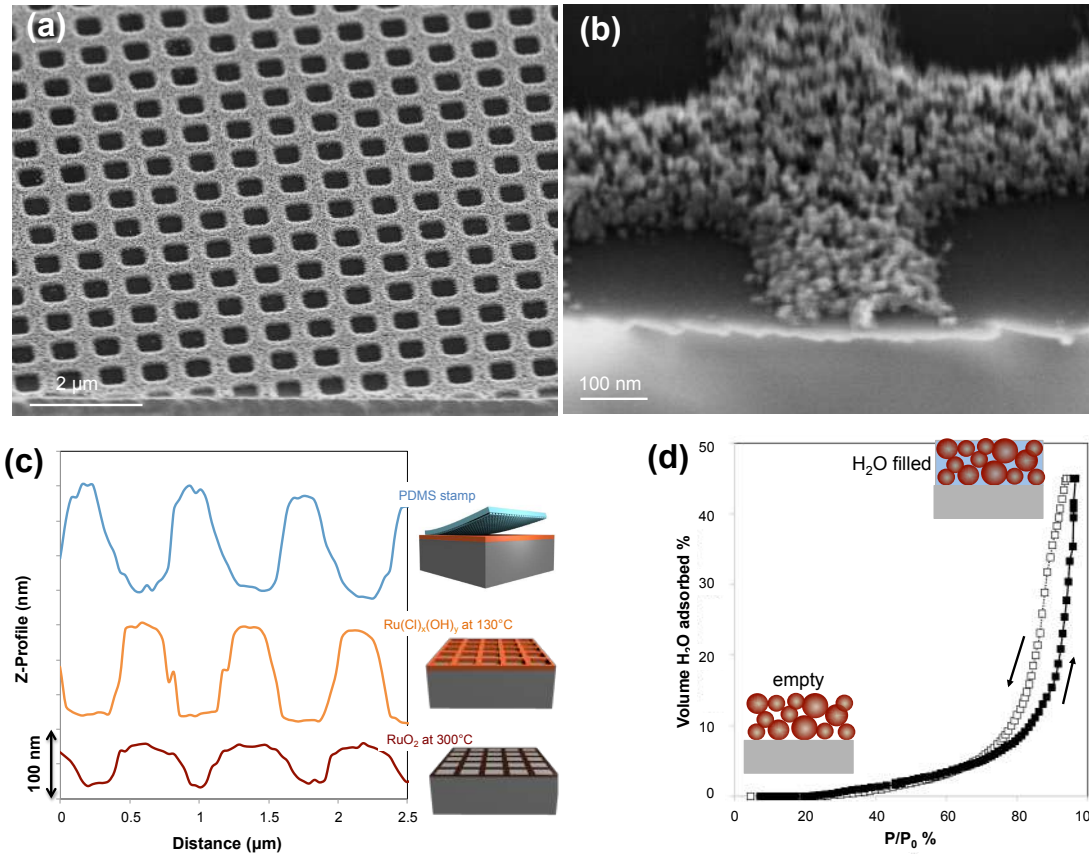 (a)
2 µm
(b)
100 nm
(c)
PDMS stamp
Ru(Cl)ₓ(OH)ᵧ at 130°C
RuO₂ at 300°C
Z-Profile (nm)
100 nm
0
0.5
1
1.5
2
2.5
Distance (µm)
(d)
H₂O filled
empty
Volume H₂O adsorbed %
50
40
30
20
10
0
0
20
40
60
80
10
P/P₀ %